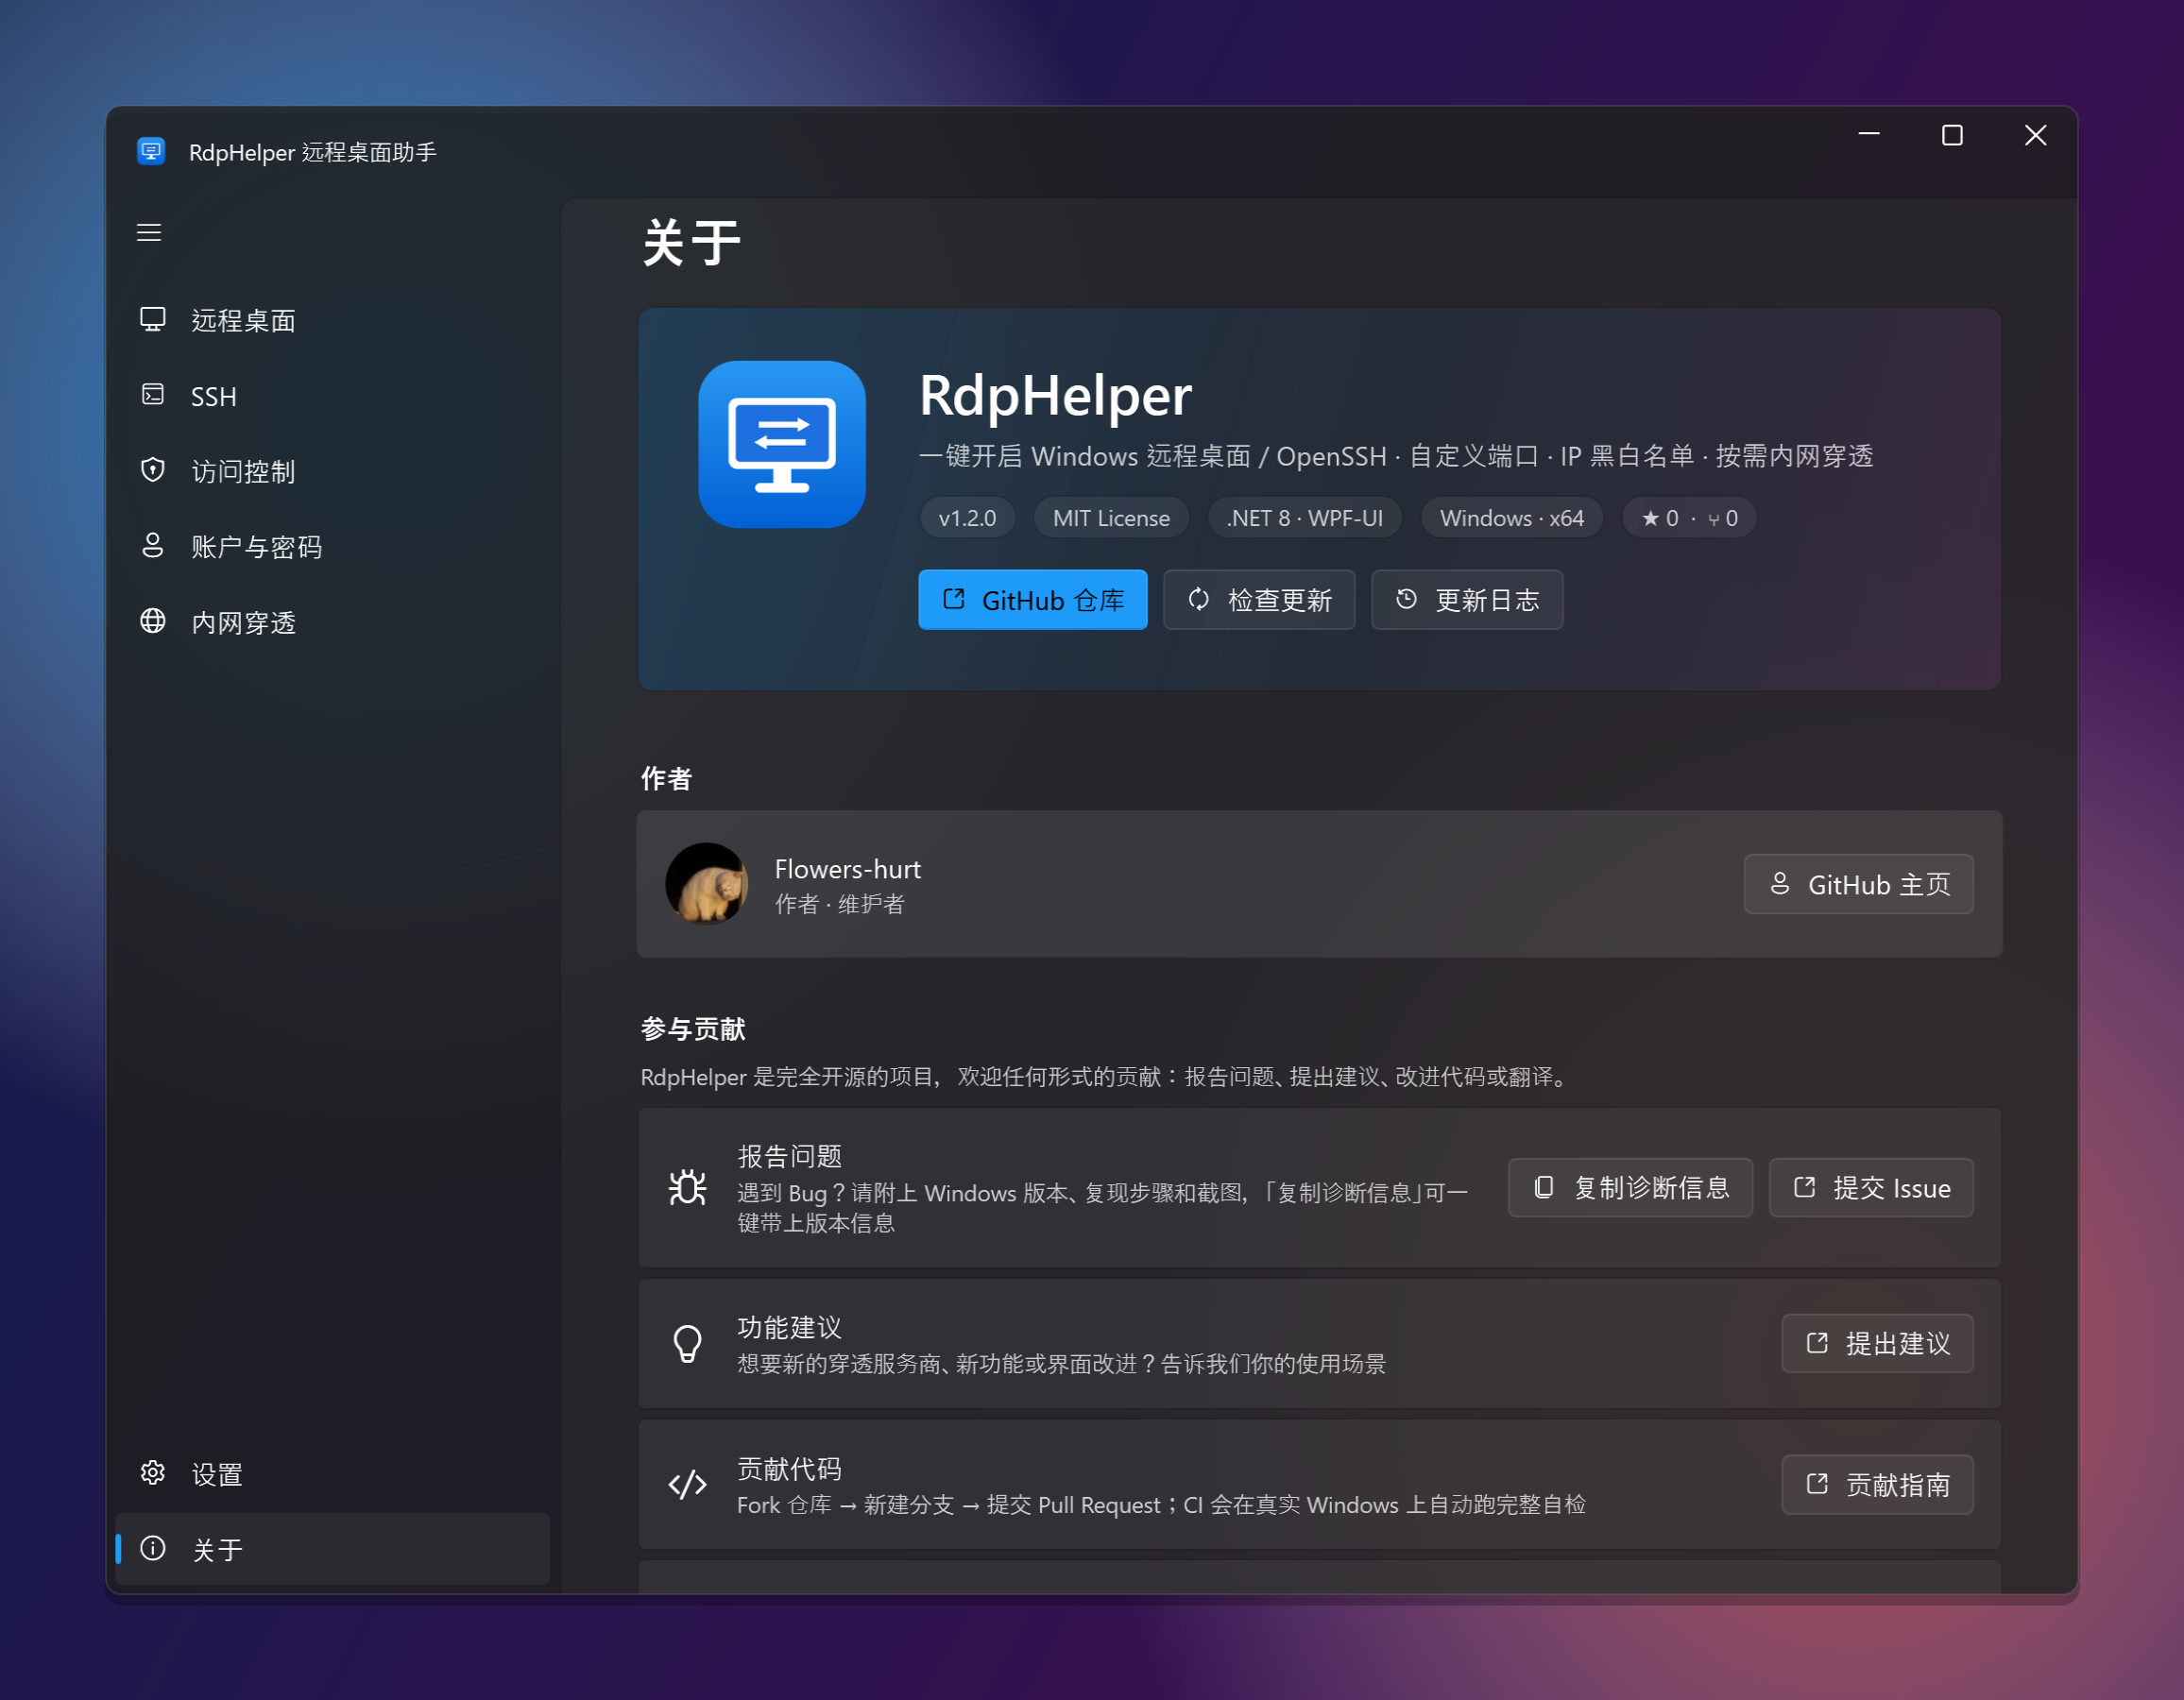 RdpHelper 远程桌面助手
远程桌面
SSH
访问控制
账户与密码
内网穿透
设置
关于
关于
RdpHelper
一键开启 Windows 远程桌面 / OpenSSH · 自定义端口 · IP 黑白名单 · 按需内网穿透
v1.2.0
MIT License
.NET 8 · WPF-UI
Windows · x64
★ 0 · ⑂ 0
GitHub 仓库
检查更新
更新日志
作者
Flowers-hurt
作者 · 维护者
GitHub 主页
参与贡献
RdpHelper 是完全开源的项目，欢迎任何形式的贡献：报告问题、提出建议、改进代码或翻译。
报告问题
遇到 Bug？请附上 Windows 版本、复现步骤和截图，「复制诊断信息」可一
键带上版本信息
复制诊断信息
提交 Issue
功能建议
想要新的穿透服务商、新功能或界面改进？告诉我们你的使用场景
提出建议
贡献代码
Fork 仓库 → 新建分支 → 提交 Pull Request；CI 会在真实 Windows 上自动跑完整自检
贡献指南